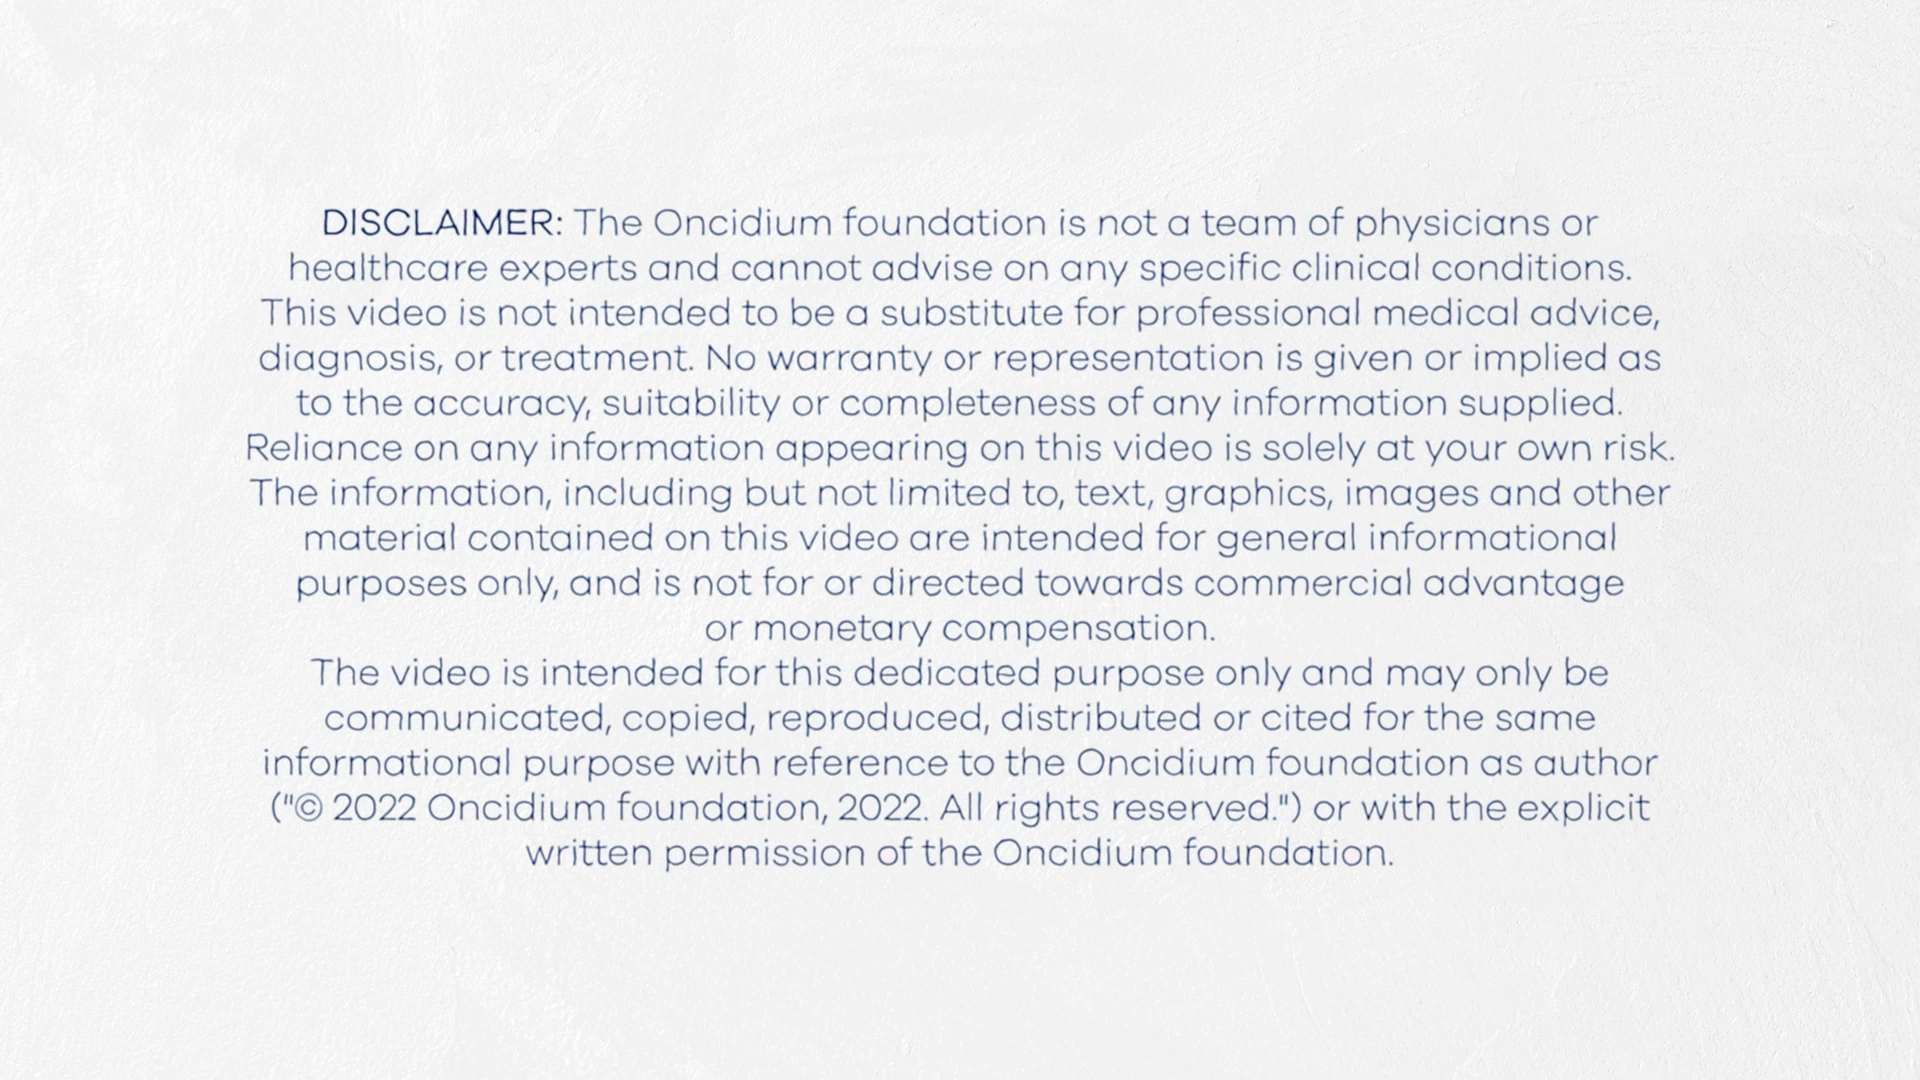 DISCLAIMER: The Oncidium foundation is not a team of physicians or
healthcare experts and cannot advise on any specific clinical conditions.
This video is not intended to be a substitute for professional medical advice,
diagnosis, or treatment. No warranty or representation is given or implied as
to the accuracy, suitability or completeness of any information supplied.
Reliance on any information appearing on this video is solely at your own risk.
The information, including but not limited to, text, graphics, images and other
material contained on this video are intended for general informational
purposes only, and is not for or directed towards commercial advantage
or monetary compensation.
The video is intended for this dedicated purpose only and may only be
communicated, copied, reproduced, distributed or cited for the same
informational purpose with reference to the Oncidium foundation as author
("© 2022 Oncidium foundation, 2022. All rights reserved.") or with the explicit
written permission of the Oncidium foundation.